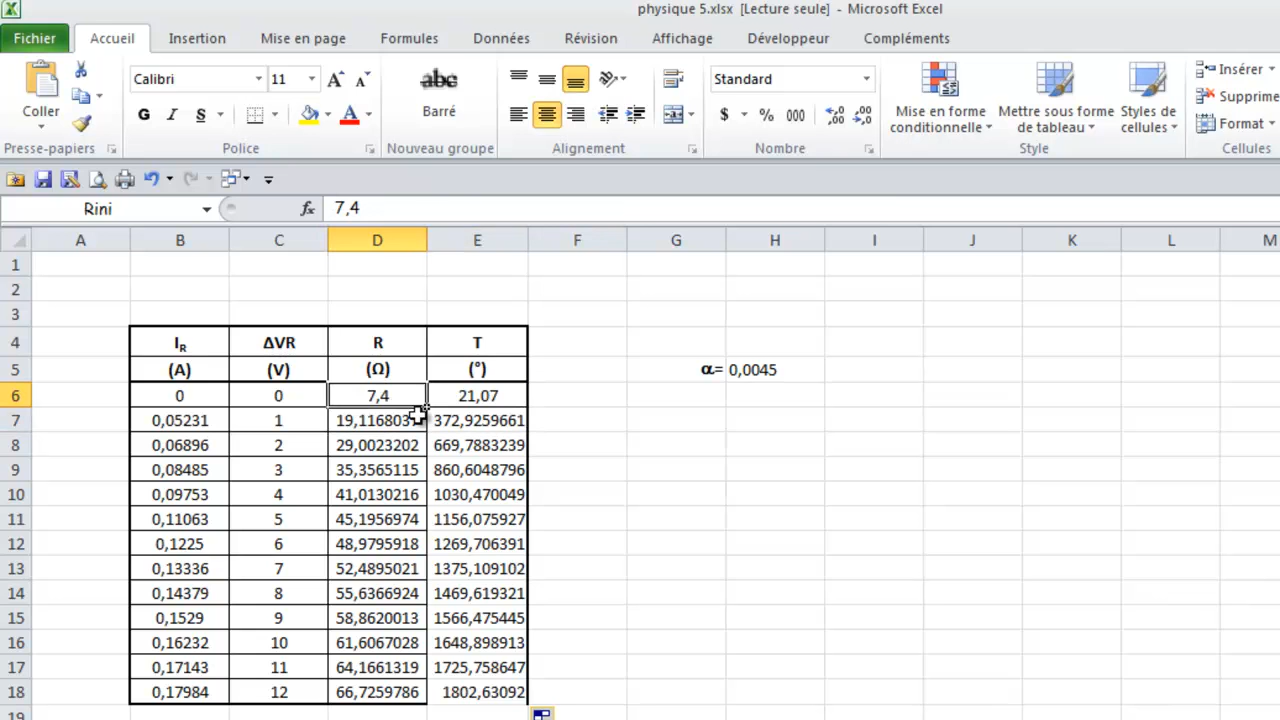 physique 5.xlsx [Lecture seule] - Microsoft Excel
Fichier Accueil Insertion Mise en page Formules Données Révision Affichage Développeur Compléments
Coller
Presse-papiers
Calibri 11
G I S A
Police
abc
Barré
Nouveau groupe
Alignement
Standard
$ % 000
Nombre
Mise en forme conditionnelle
Mettre sous forme de tableau
Styles de cellules
Style
Insérer
Supprime
Format
Cellules
Rini fx 7,4
A B C D E F G H I J K L M
1
2
3
4 IR ΔVR R T
5 (A) (V) (Ω) (°) α= 0,0045
6 0 0 7,4 21,07
7 0,05231 1 372,9259661
8 0,06896 2 29,0023202 669,7883239
9 0,08485 3 35,3565115 860,6048796
10 0,09753 4 41,0130216 1030,470049
11 0,11063 5 45,1956974 1156,075927
12 0,1225 6 48,9795918 1269,706391
13 0,13336 7 52,4895021 1375,109102
14 0,14379 8 55,6366924 1469,619321
15 0,1529 9 58,8620013 1566,475445
16 0,16232 10 61,6067028 1648,898913
17 0,17143 11 64,1661319 1725,758647
18 0,17984 12 66,7259786 1802,63092
19